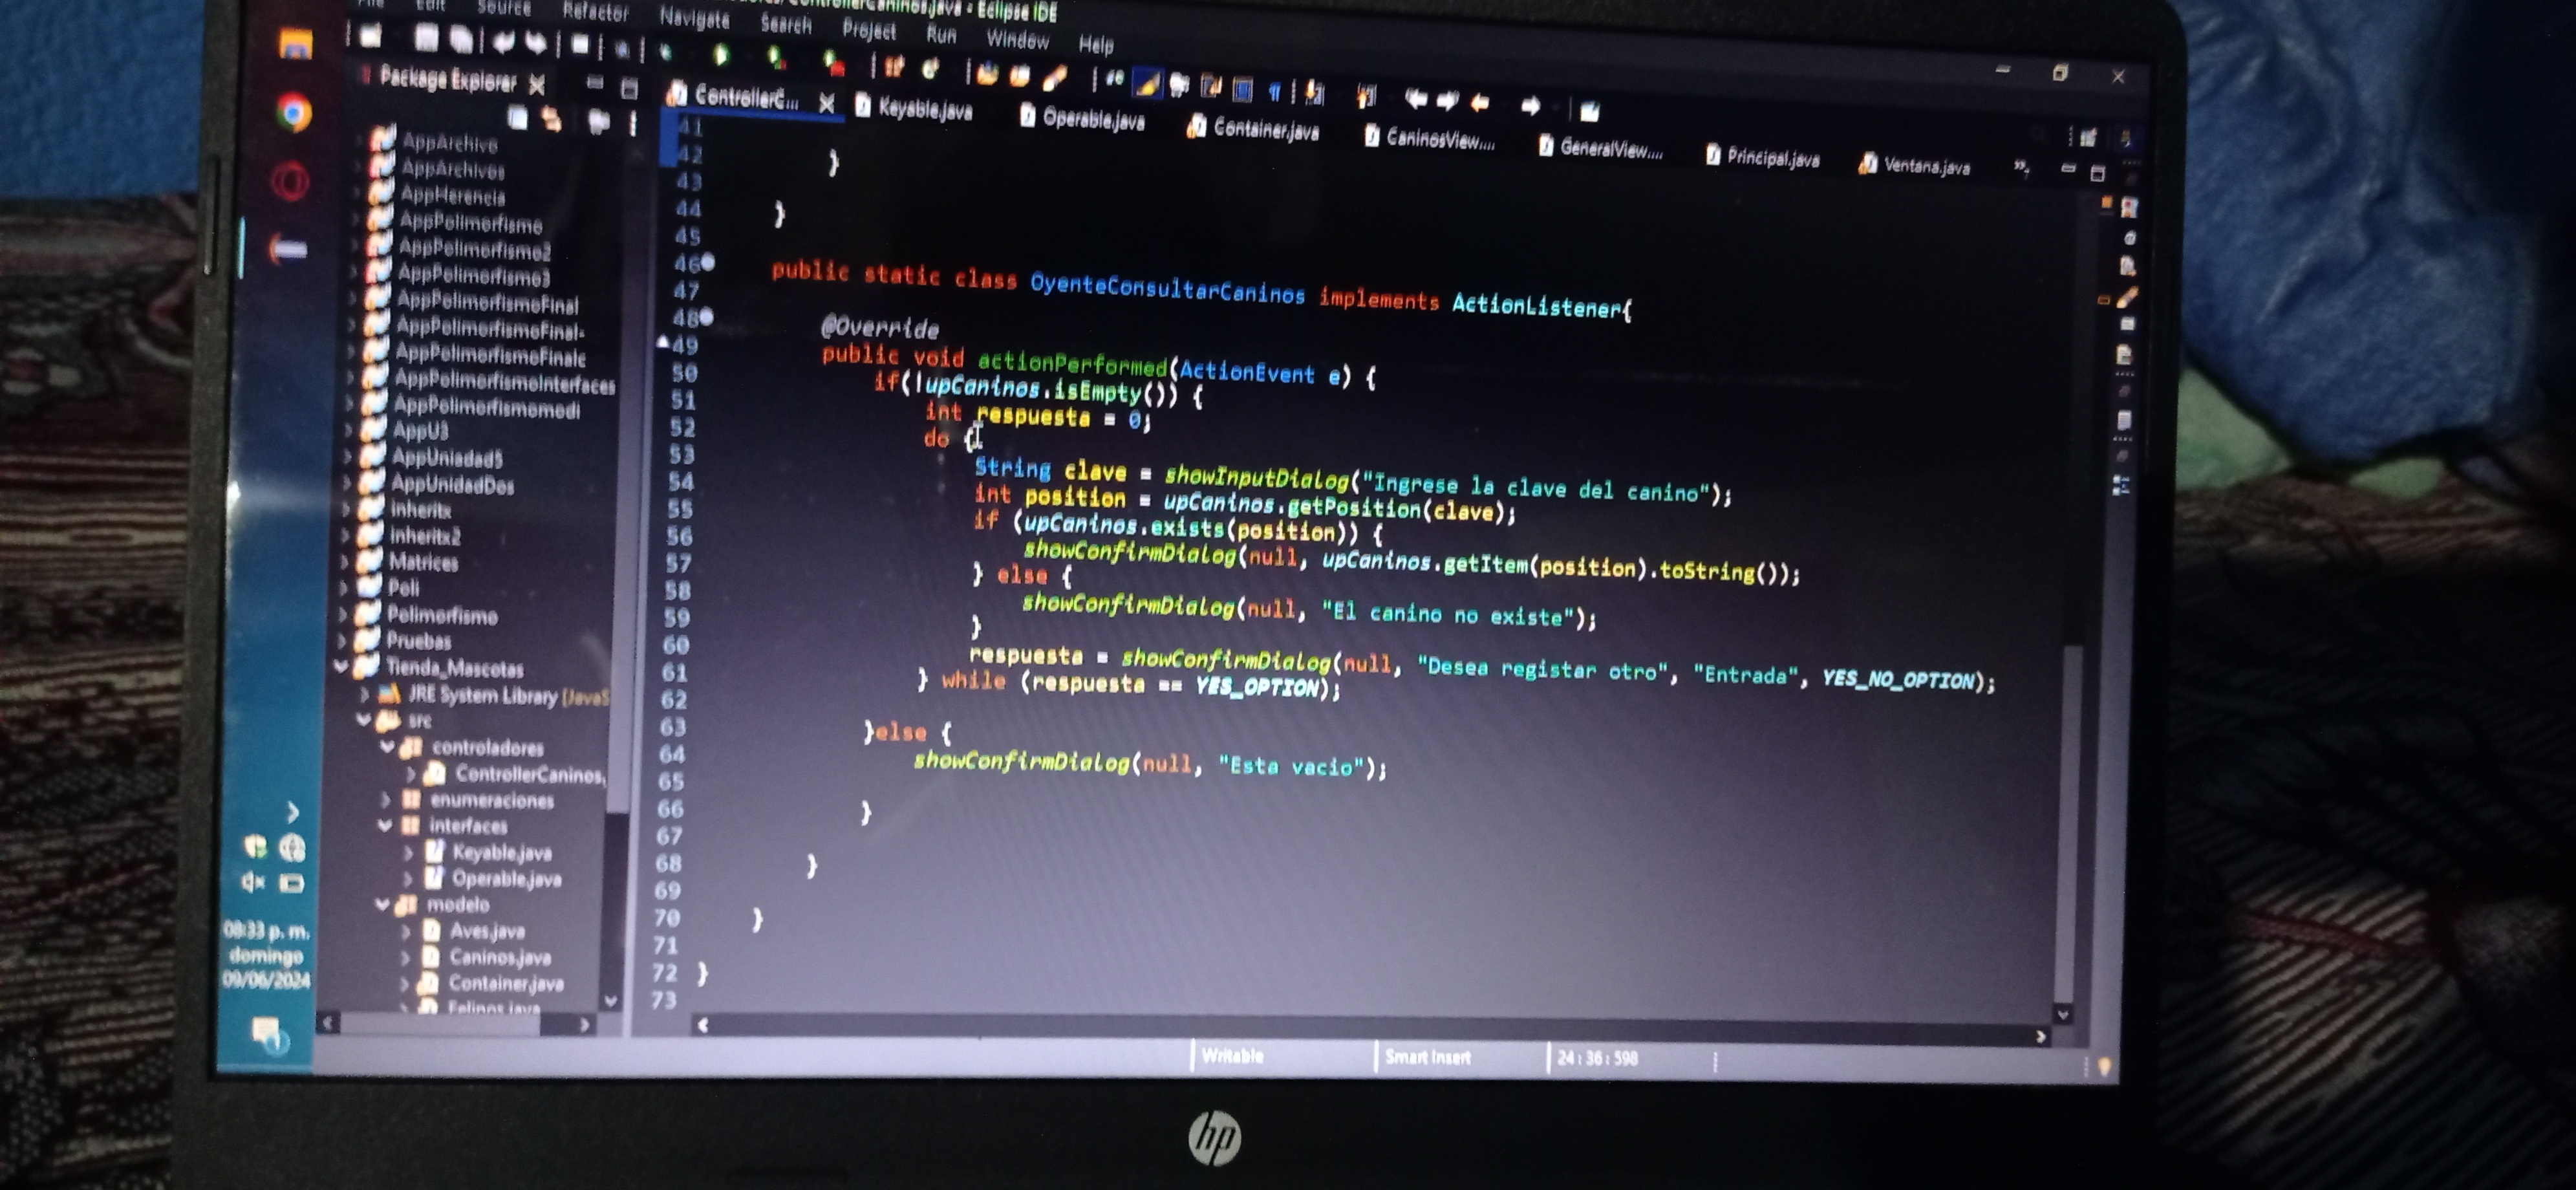 ControllerCaninos.java - Eclipse IDE
File Edit Source Refactor Navigate Search Project Run Window Help
Package Explorer
ControllerC... Keyable.java Operable.java Container.java CaninosView.... GeneralView.... Principal.java Ventana.java
AppArchivo
AppArchivos
AppHerencia
AppPolimorfismo
AppPolimorfismo2
AppPolimorfismo3
AppPolimorfismoFinal
AppPolimorfismoFinal-
AppPolimorfismoFinalc
AppPolimorfismoInterfaces
AppPolimorfismomodi
AppU3
AppUniadad5
AppUnidadDos
Inheritx
Inheritx2
Matrices
Poli
Polimorfismo
Pruebas
Tienda_Mascotas
JRE System Library [JavaS
src
controladores
ControllerCaninos.
enumeraciones
interfaces
Keyable.java
Operable.java
modelo
Aves.java
Caninos.java
Container.java
Felinos.java
41
42 }
43
44 }
45
46 public static class OyenteConsultarCaninos implements ActionListener{
47
48 @Override
49 public void actionPerformed(ActionEvent e) {
50 if(!upCaninos.isEmpty()) {
51 int respuesta = 0;
52 do {
53 String clave = showInputDialog("Ingrese la clave del canino");
54 int position = upCaninos.getPosition(clave);
55 if (upCaninos.exists(position)) {
56 showConfirmDialog(null, upCaninos.getItem(position).toString());
57 } else {
58 showConfirmDialog(null, "El canino no existe");
59 }
60 respuesta = showConfirmDialog(null, "Desea registar otro", "Entrada", YES_NO_OPTION);
61 } while (respuesta == YES_OPTION);
62
63 }else {
64 showConfirmDialog(null, "Esta vacio");
65
66 }
67
68 }
69
70 }
71
72 }
73
08:33 p. m.
domingo
09/06/2024
Writable Smart Insert 24 : 36 : 598
hp